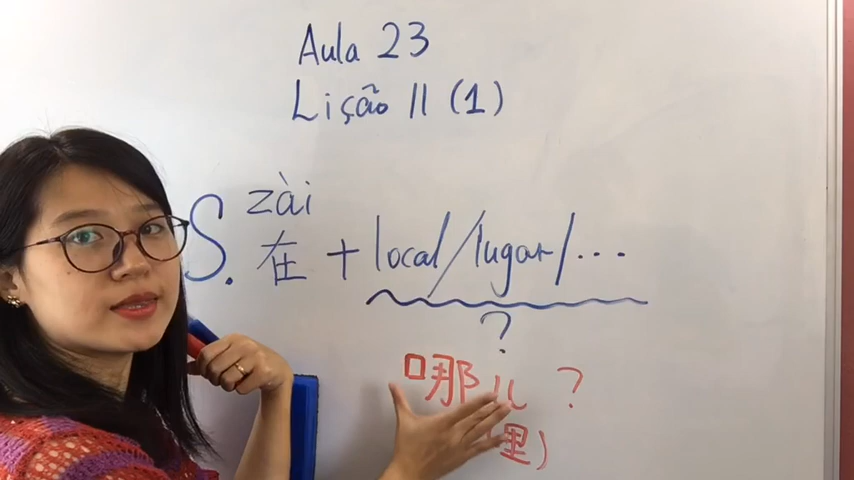 Aula 23
Lição 11 (1)
zài
S. 在 + local/lugar/...
?
哪儿?
里)